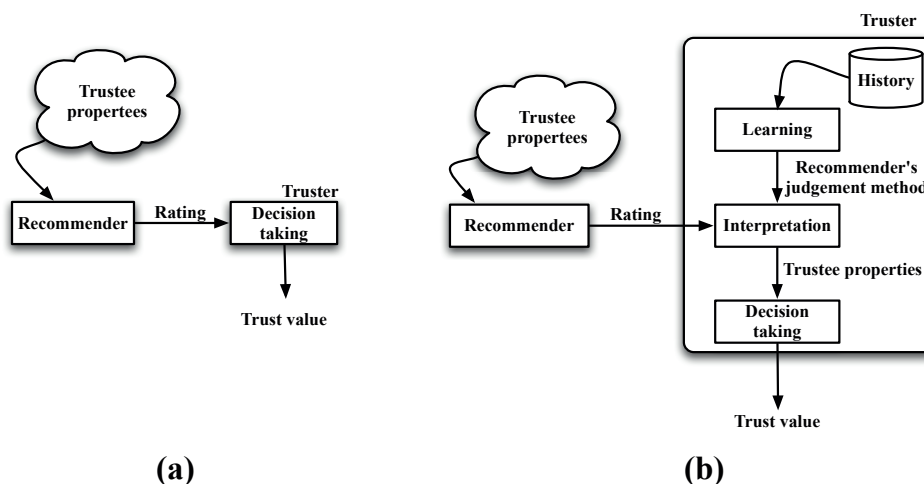 Trustee
propertees
Recommender
Rating
Truster
Decision
taking
Trust value
(a)
Truster
History
Trustee
propertees
Learning
Recommender's
judgement method
Recommender
Rating
Interpretation
Trustee properties
Decision
taking
Trust value
(b)